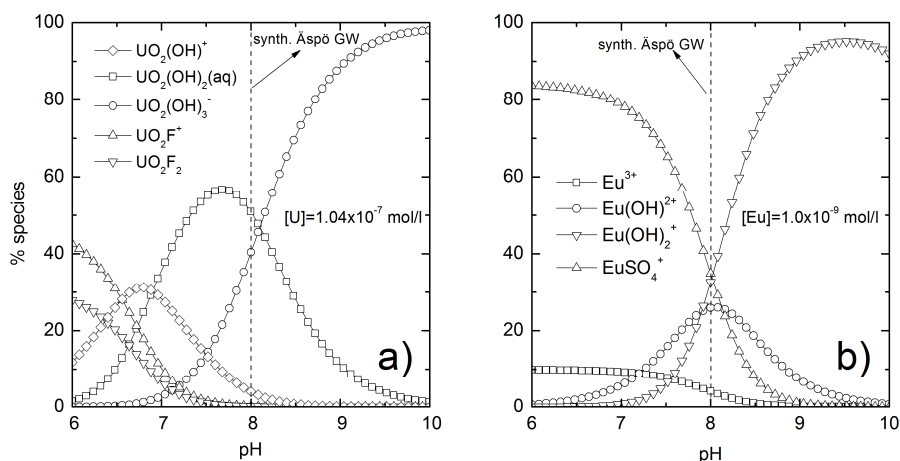 100
80
60
40
20
0
% species
UO₂(OH)⁺
UO₂(OH)₂(aq)
UO₂(OH)₃⁻
UO₂F⁺
UO₂F₂
synth. Äspö GW
[U]=1.04x10⁻⁷ mol/l
a)
6 7 8 9 10
pH
100
80
60
40
20
0
synth. Äspö GW
Eu³⁺
Eu(OH)²⁺
Eu(OH)₂⁺
EuSO₄⁺
[Eu]=1.0x10⁻⁹ mol/l
b)
6 7 8 9 10
pH